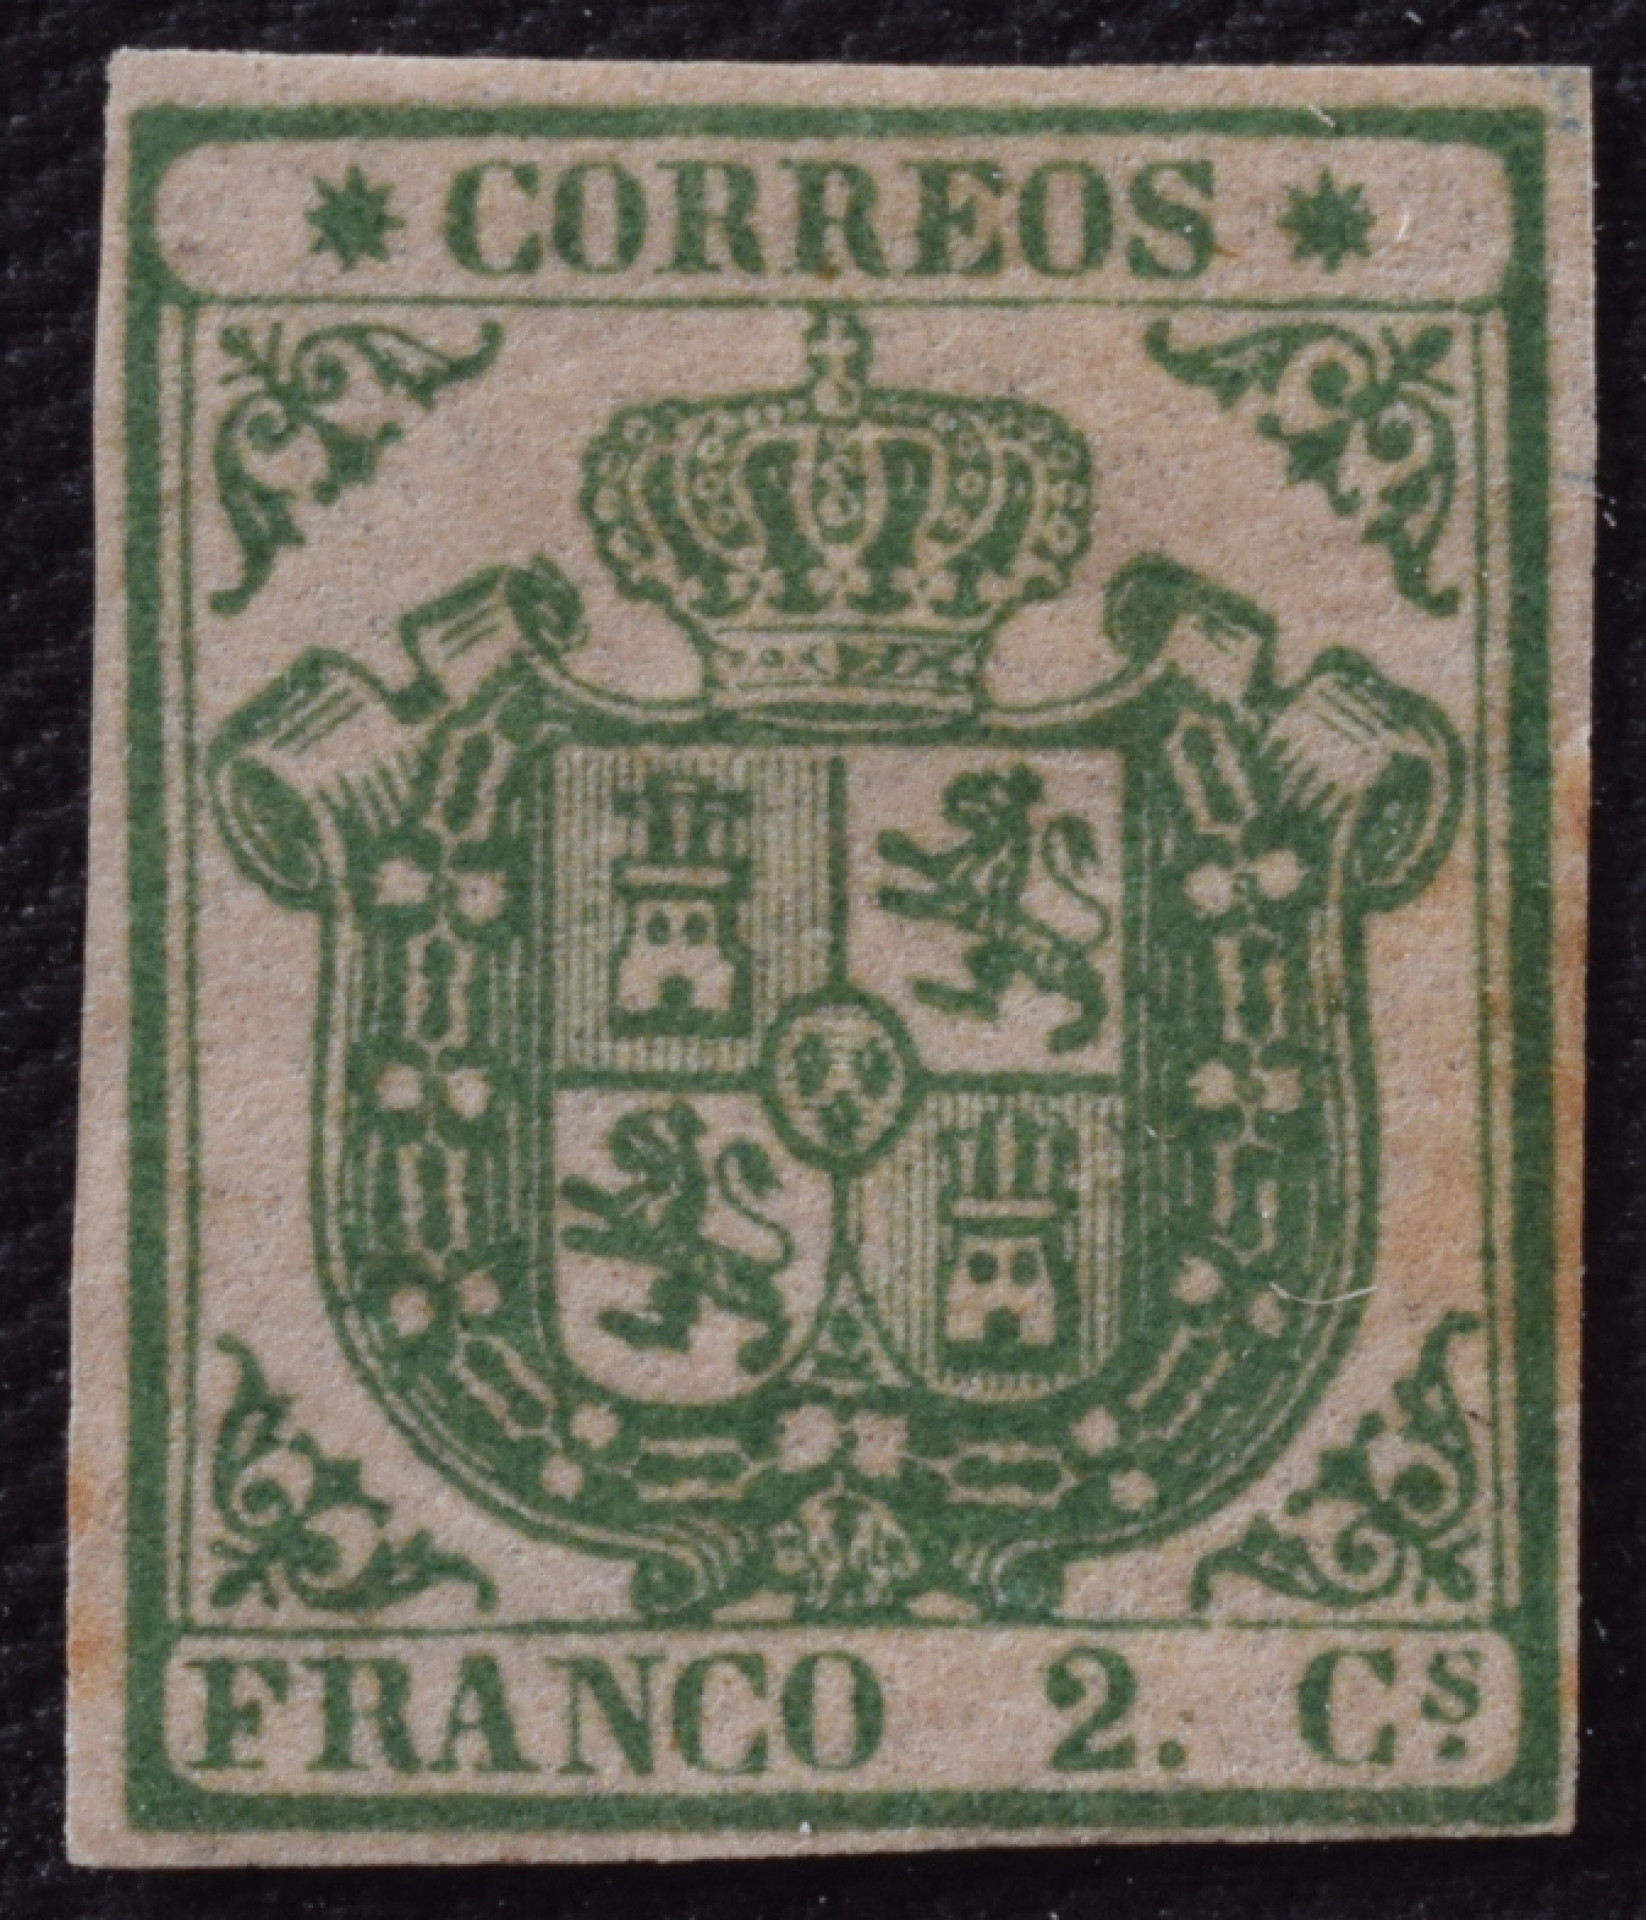 CORREOS
FRANCO 2. Cs.